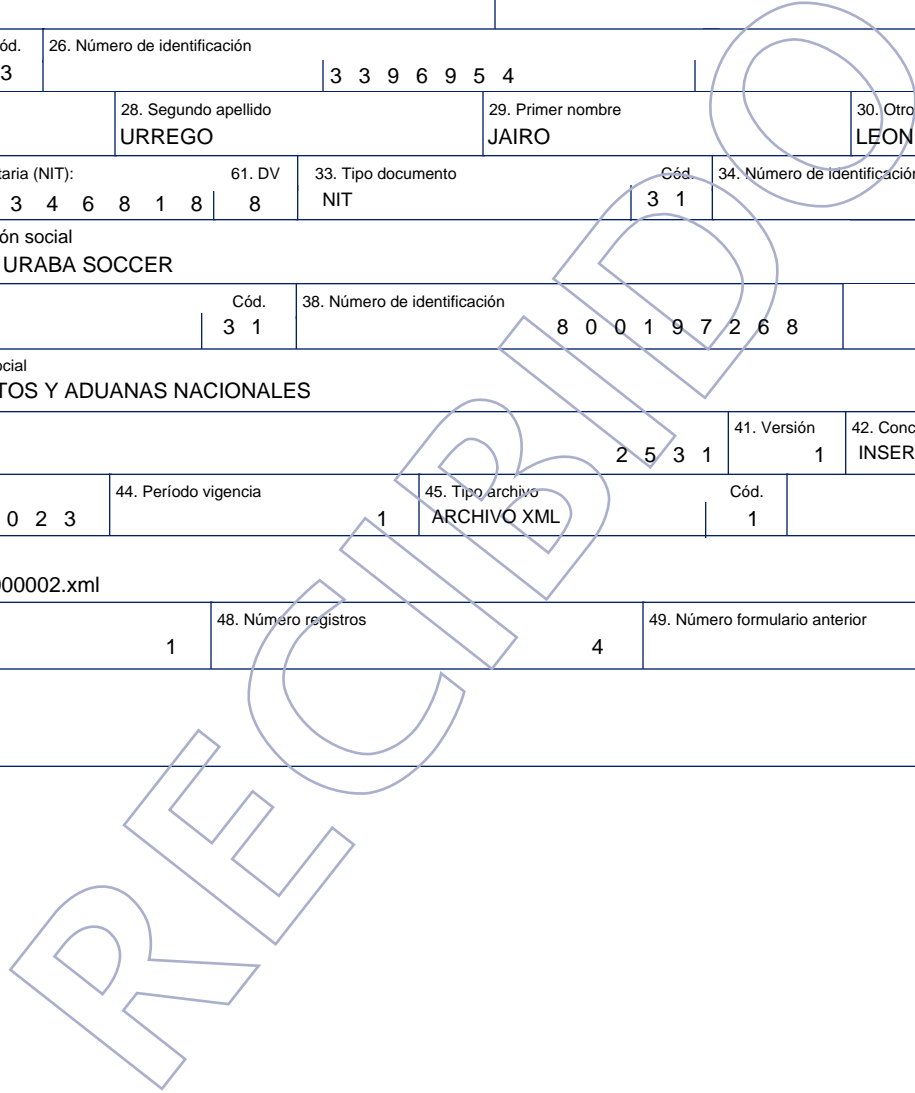 ód. 26. Número de identificación
3 3 3 9 6 9 5 4
28. Segundo apellido 29. Primer nombre 30. Otro
URREGO JAIRO LEON
taria (NIT): 61. DV 33. Tipo documento Cód. 34. Número de identificación
3 4 6 8 1 8 8 NIT 3 1
ón social
URABA SOCCER
Cód. 38. Número de identificación
3 1 8 0 0 1 9 7 2 6 8
ocial
TOS Y ADUANAS NACIONALES
41. Versión 42. Conc
2 5 3 1 1 INSER
44. Período vigencia 45. Tipo archivo Cód.
0 2 3 1 ARCHIVO XML 1
000002.xml
48. Número registros 49. Número formulario anterior
1 4
RECIBIDO